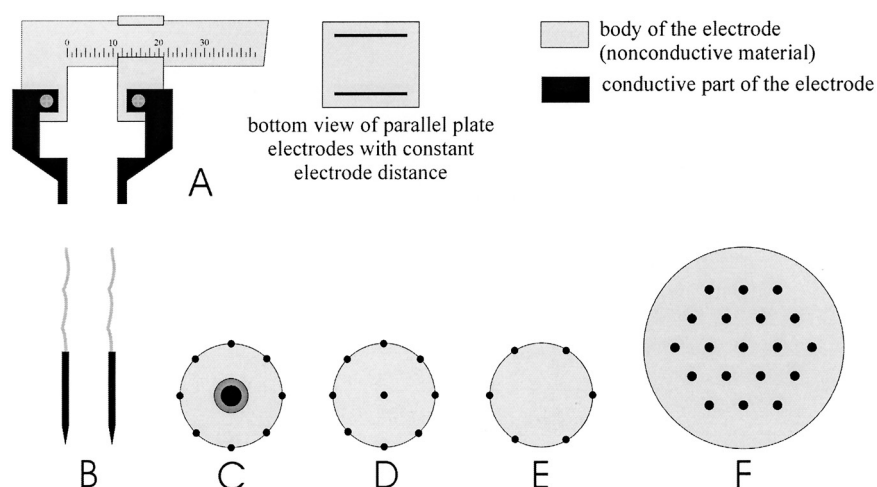 0 10 20 30
body of the electrode
(nonconductive material)
conductive part of the electrode
bottom view of parallel plate
electrodes with constant
electrode distance
A
B C D E F